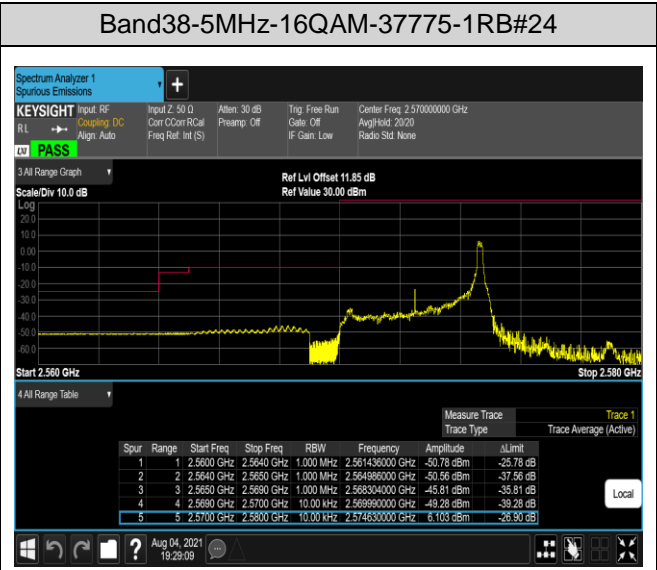 Band38-5MHz-16QAM-37775-1RB#24
Spectrum Analyzer 1
Spurious Emissions
+
KEYSIGHT Input: RF Input Z: 50 Ω Atten: 30 dB Trig: Free Run Center Freq: 2.570000000 GHz
RL Coupling: DC Corr CCorr RCal Preamp: Off Gate: Off Avg|Hold: 20/20
Align: Auto Freq Ref: Int (S) IF Gain: Low Radio Std: None
LXI PASS
3 All Range Graph
Ref Lvl Offset 11.85 dB
Scale/Div 10.0 dB Ref Value 30.00 dBm
Log
20.0
10.0
0.00
-10.0
-20.0
-30.0
-40.0
-50.0
-60.0
Start 2.560 GHz Stop 2.580 GHz
4 All Range Table
Measure Trace Trace 1
Trace Type Trace Average (Active)
Spur Range Start Freq Stop Freq RBW Frequency Amplitude ΔLimit
1 1 2.5600 GHz 2.5640 GHz 1.000 MHz 2.561436000 GHz -50.78 dBm -25.78 dB
2 2 2.5640 GHz 2.5650 GHz 1.000 MHz 2.564986000 GHz -50.56 dBm -37.56 dB
3 3 2.5650 GHz 2.5690 GHz 1.000 MHz 2.568304000 GHz -45.81 dBm -35.81 dB
4 4 2.5690 GHz 2.5700 GHz 10.00 kHz 2.569990000 GHz -49.28 dBm -39.28 dB
5 5 2.5700 GHz 2.5800 GHz 10.00 kHz 2.574630000 GHz 6.103 dBm -26.90 dB
Local
? Aug 04, 2021
19:29:09